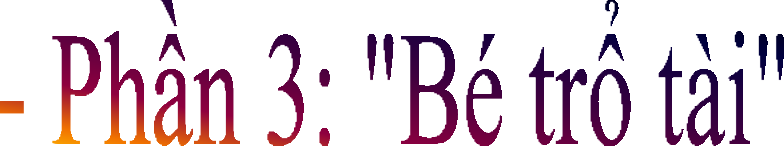 - Phần 3: "Bé trổ tài"